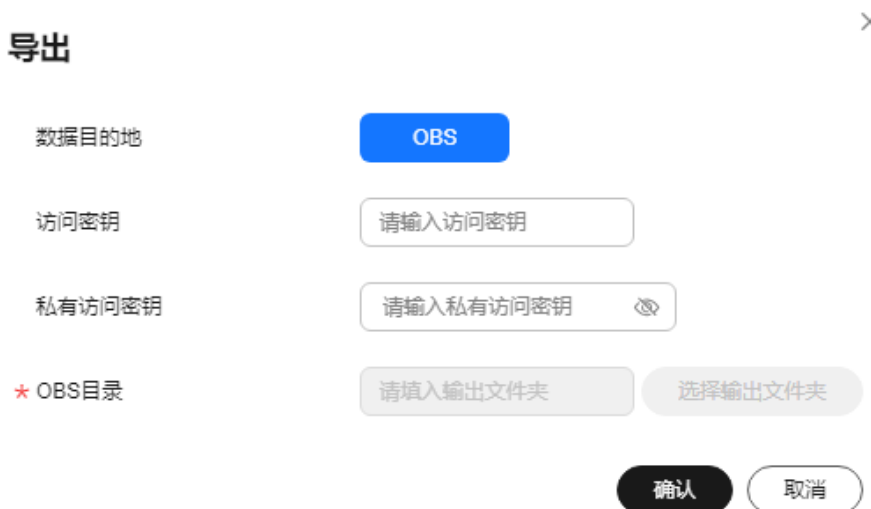 导出
数据目的地 OBS
访问密钥 请输入访问密钥
私有访问密钥 请输入私有访问密钥
* OBS目录 请填入输出文件夹 选择输出文件夹
确认 取消